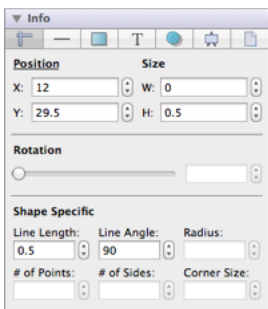 Info
T
Position Size
X: 12 W: 0
Y: 29.5 H: 0.5
Rotation
Shape Specific
Line Length: Line Angle: Radius:
0.5 90
# of Points: # of Sides: Corner Size: